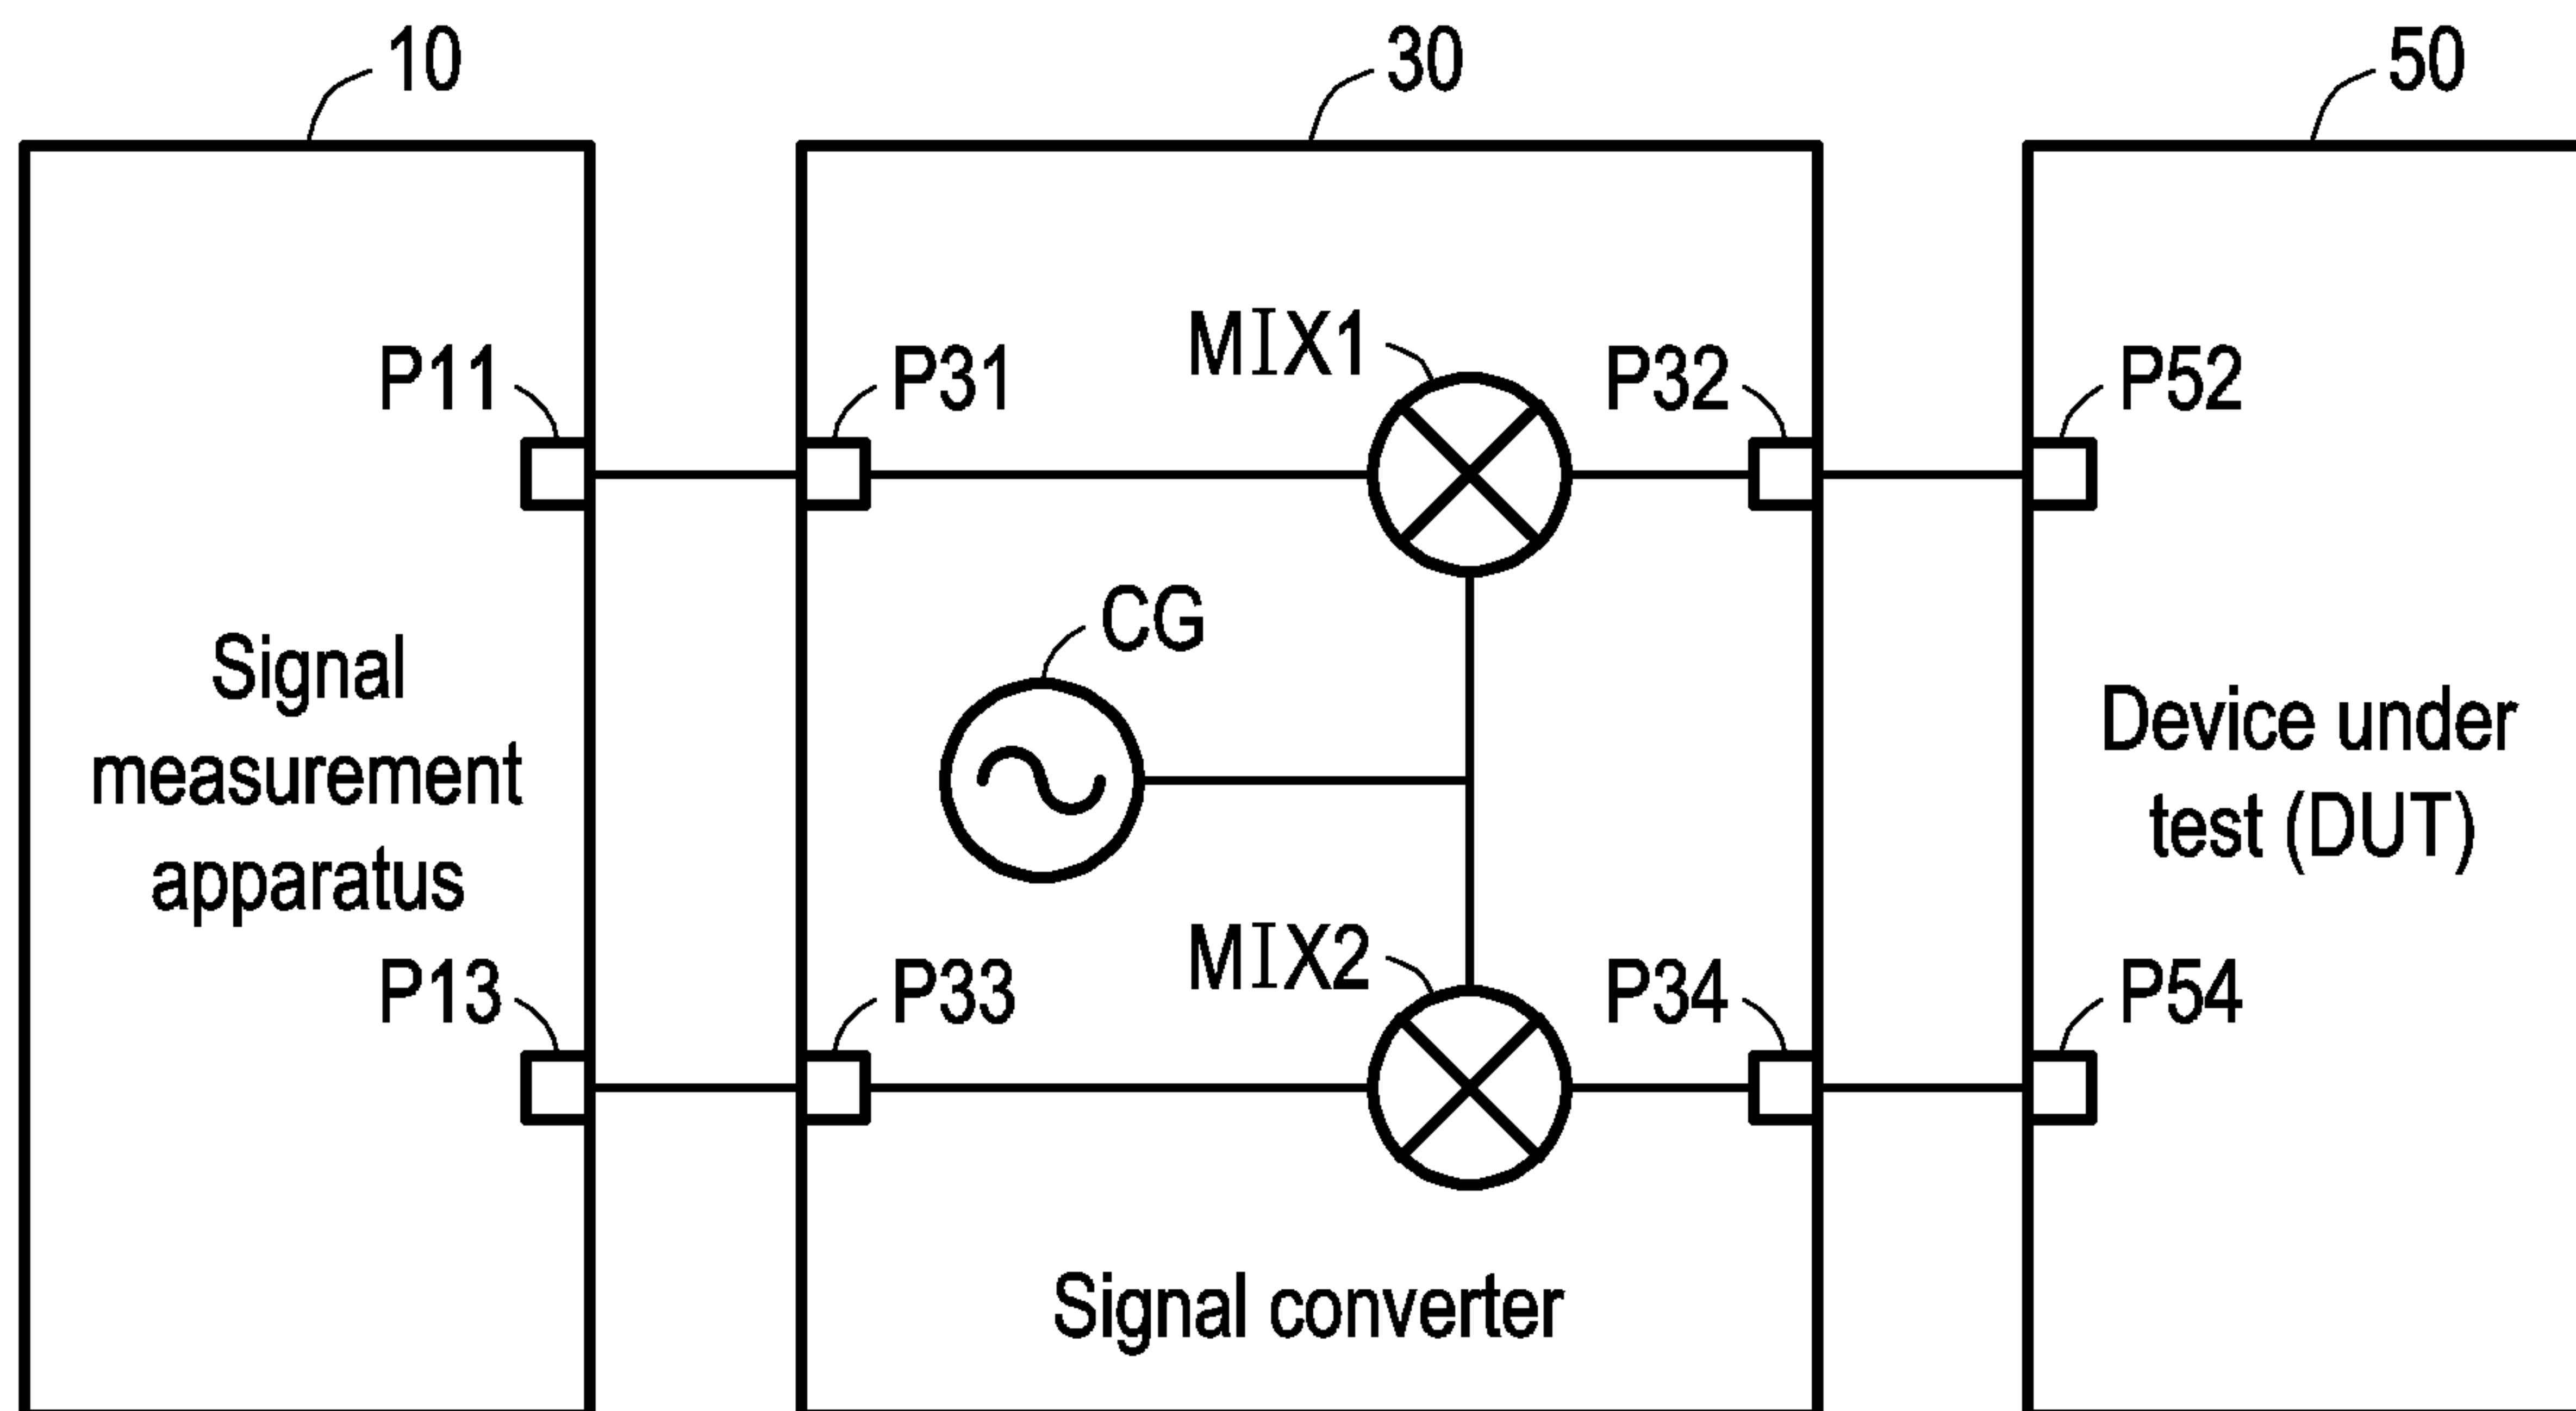 10
30
50
P11
P31
MIX1
P32
P52
CG
Signal
measurement
apparatus
Device under
test (DUT)
P13
P33
MIX2
P34
P54
Signal converter